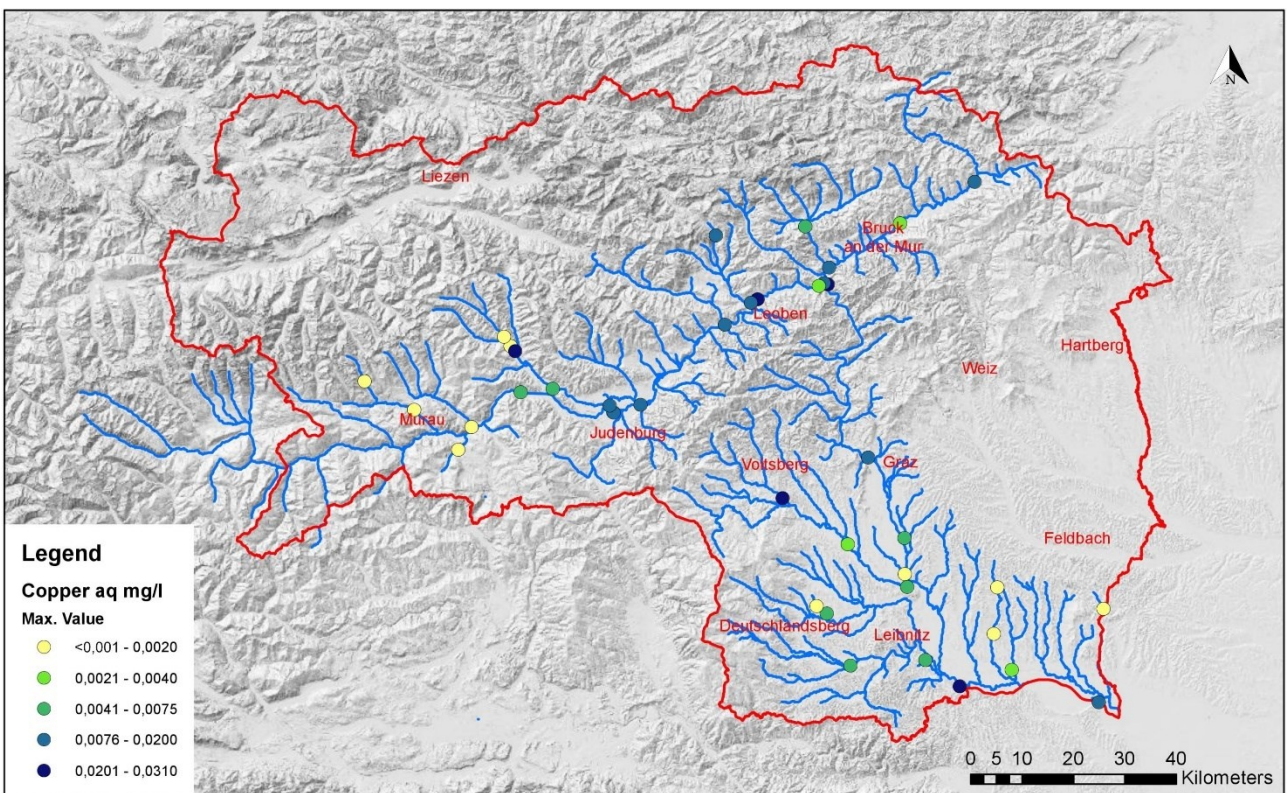 N
Liezen
Bruck
an der Mur
Leoben
Hartberg
Weiz
Murau
Judenburg
Voitsberg
Graz
Feldbach
Deutschlandsberg
Leibnitz
Legend
Copper aq mg/l
Max. Value
<0,001 - 0,0020
0,0021 - 0,0040
0,0041 - 0,0075
0,0076 - 0,0200
0,0201 - 0,0310
0 5 10 20 30 40
Kilometers